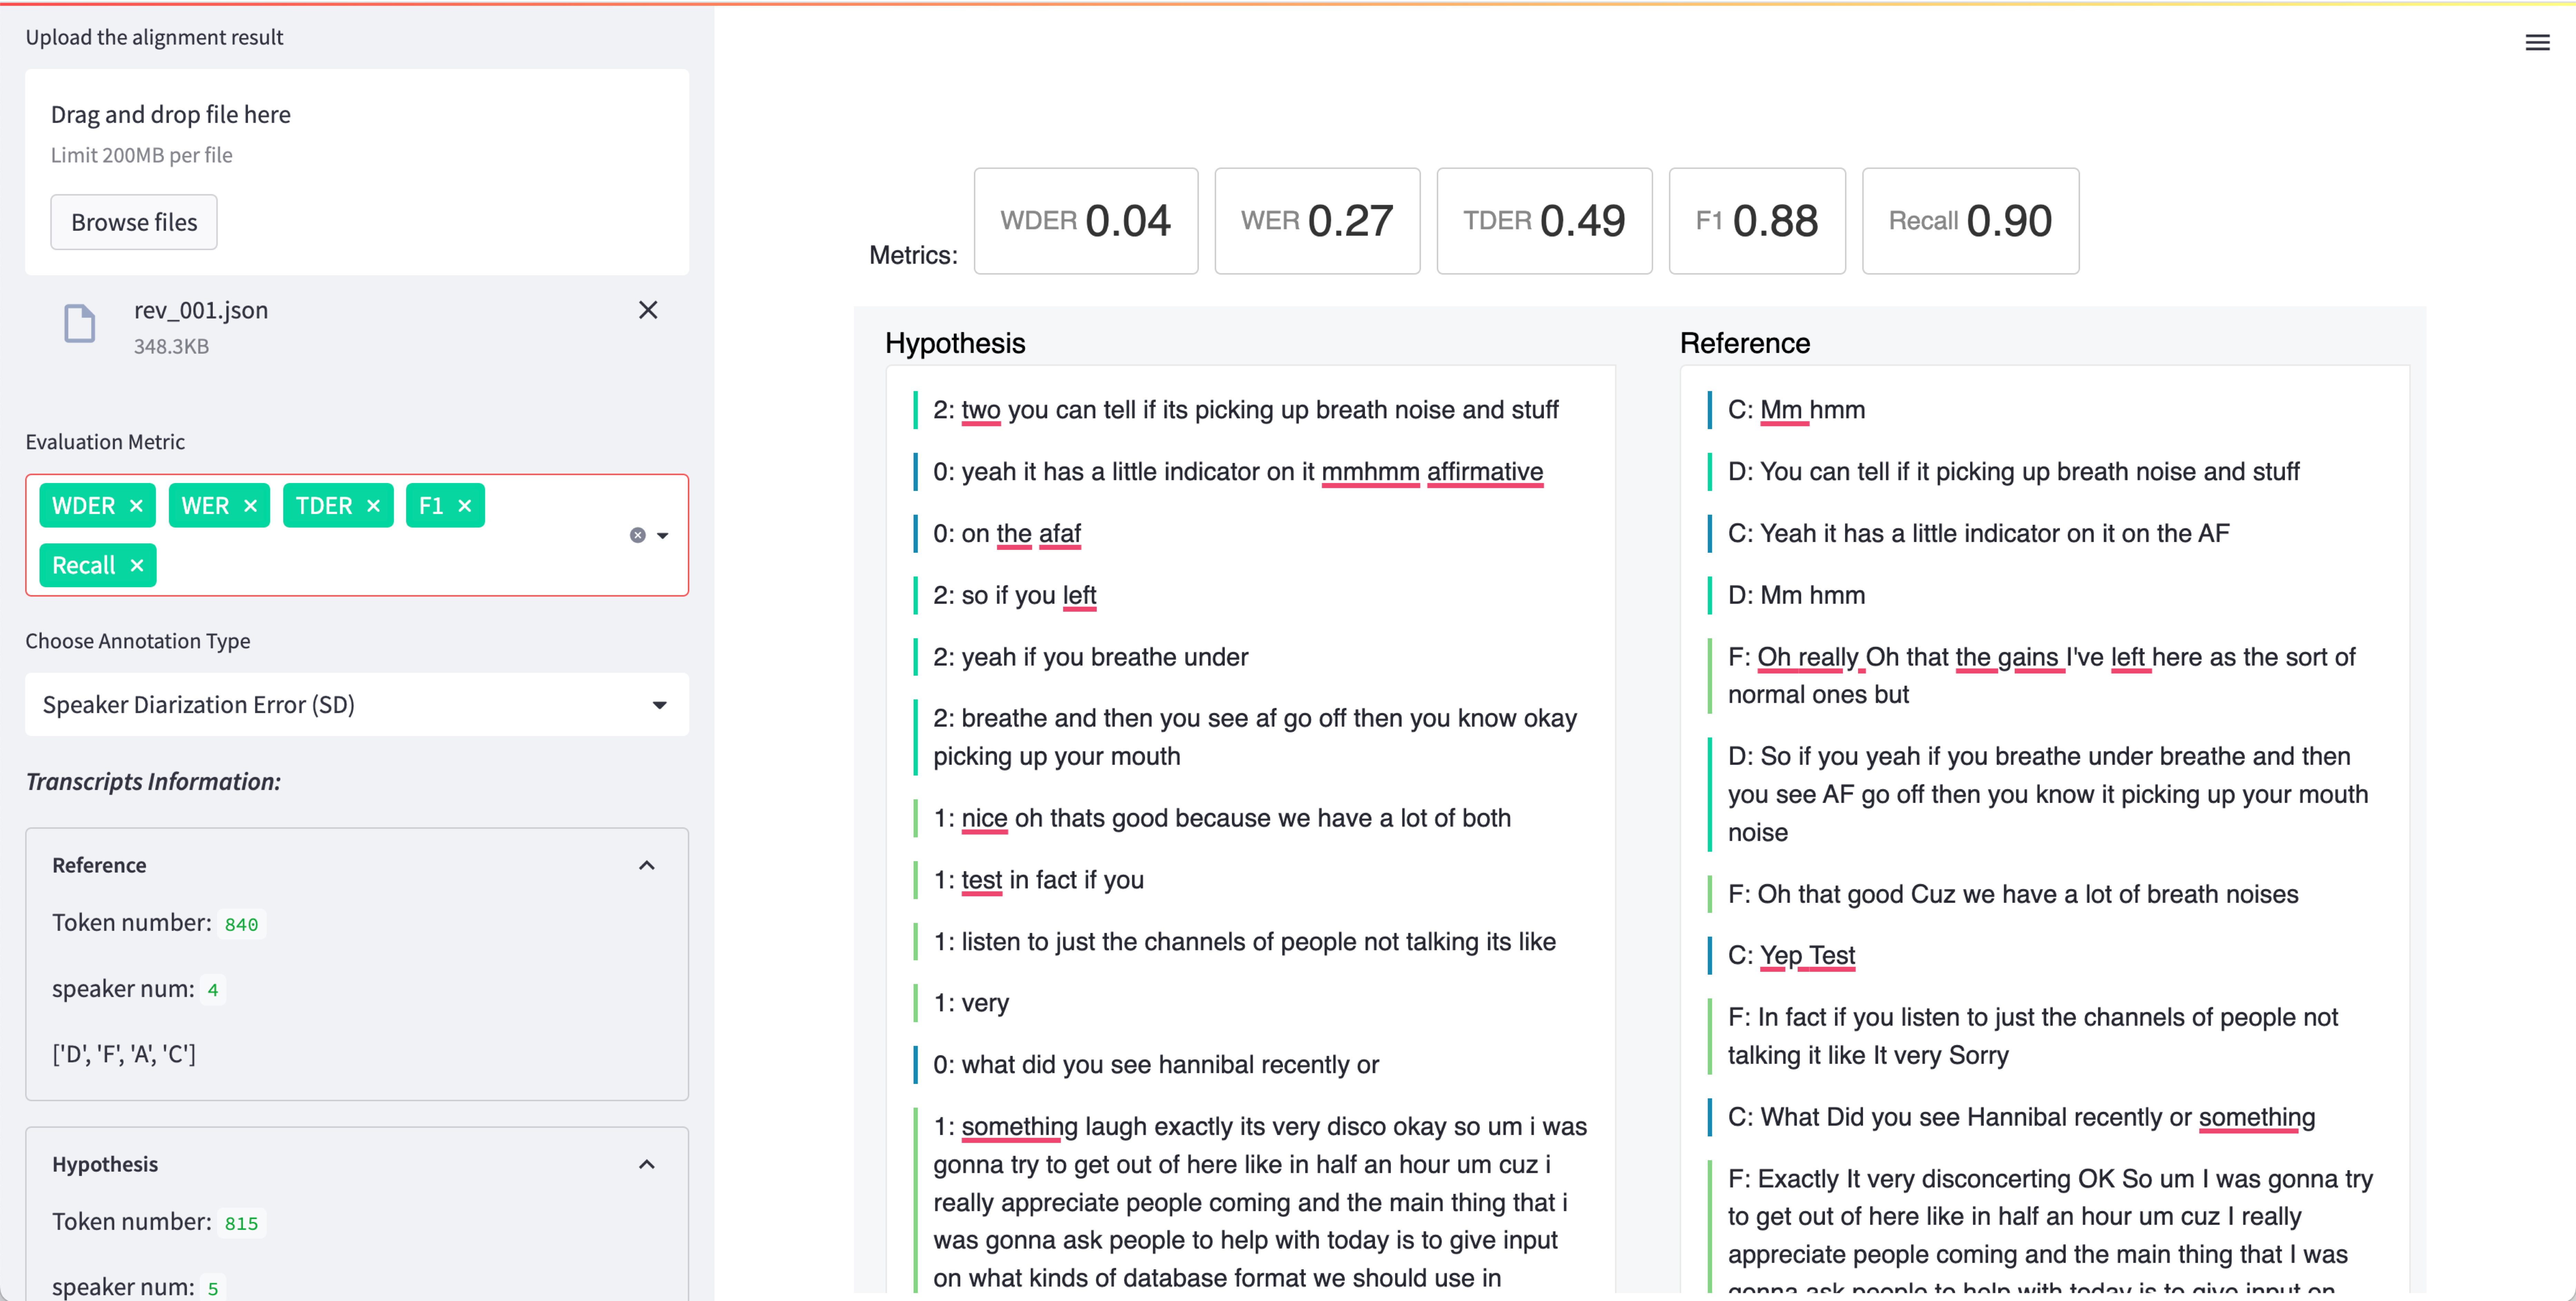 Upload the alignment result
Drag and drop file here
Limit 200MB per file
Browse files
rev_001.json
348.3KB
Evaluation Metric
WDER
WER
TDER
F1
Recall
Choose Annotation Type
Speaker Diarization Error (SD)
Transcripts Information:
Reference
Token number: 840
speaker num: 4
['D', 'F', 'A', 'C']
Hypothesis
Token number: 815
speaker num: 5
Metrics:
WDER 0.04
WER 0.27
TDER 0.49
F1 0.88
Recall 0.90
Hypothesis
2: two you can tell if its picking up breath noise and stuff
0: yeah it has a little indicator on it mmhmm affirmative
0: on the afaf
2: so if you left
2: yeah if you breathe under
2: breathe and then you see af go off then you know okay
picking up your mouth
1: nice oh thats good because we have a lot of both
1: test in fact if you
1: listen to just the channels of people not talking its like
1: very
0: what did you see hannibal recently or
1: something laugh exactly its very disco okay so um i was
gonna try to get out of here like in half an hour um cuz i
really appreciate people coming and the main thing that i
was gonna ask people to help with today is to give input
on what kinds of database format we should use in
Reference
C: Mm hmm
D: You can tell if it picking up breath noise and stuff
C: Yeah it has a little indicator on it on the AF
D: Mm hmm
F: Oh really Oh that the gains I've left here as the sort of
normal ones but
D: So if you yeah if you breathe under breathe and then
you see AF go off then you know it picking up your mouth
noise
F: Oh that good Cuz we have a lot of breath noises
C: Yep Test
F: In fact if you listen to just the channels of people not
talking it like It very Sorry
C: What Did you see Hannibal recently or something
F: Exactly It very disconcerting OK So um I was gonna try
to get out of here like in half an hour um cuz I really
appreciate people coming and the main thing that I was
gonna ask people to help with today is to give input on